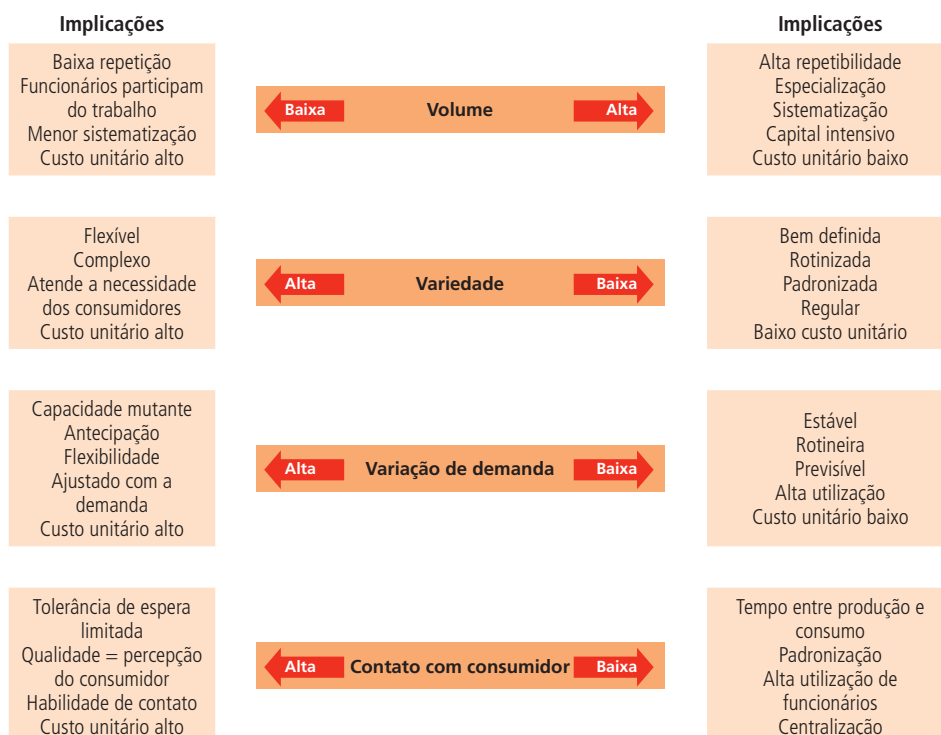 Implicações
Implicações
Baixa repetição
Funcionários participam
do trabalho
Menor sistematização
Custo unitário alto
Baixa
Volume
Alta
Alta repetibilidade
Especialização
Sistematização
Capital intensivo
Custo unitário baixo
Flexível
Complexo
Atende a necessidade
dos consumidores
Custo unitário alto
Alta
Variedade
Baixa
Bem definida
Rotinizada
Padronizada
Regular
Baixo custo unitário
Capacidade mutante
Antecipação
Flexibilidade
Ajustado com a
demanda
Custo unitário alto
Alta
Variação de demanda
Baixa
Estável
Rotineira
Previsível
Alta utilização
Custo unitário baixo
Tolerância de espera
limitada
Qualidade = percepção
do consumidor
Habilidade de contato
Custo unitário alto
Alta
Contato com consumidor
Baixa
Tempo entre produção e
consumo
Padronização
Alta utilização de
funcionários
Centralização